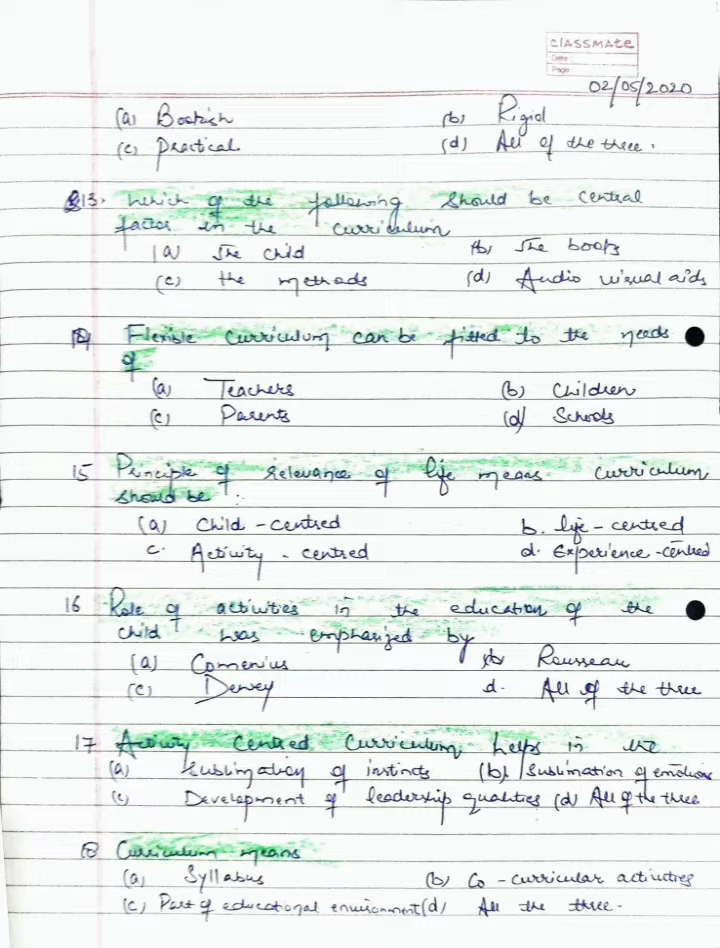 classmate
Date
Page
02/05/2020
(a) Bookish (b) Rigid
(c) Practical (d) All of the three.
13. Which of the following should be central
factor in the curriculum
(a) The child (b) The books
(c) the methods (d) Audio visual aids
14 Flexible curriculum can be fitted to the needs
of
(a) Teachers (b) Children
(c) Parents (d) Schools
15 Principle of relevance of life means curriculum
should be :
(a) Child-centred b. life-centred
c. Activity-centred d. Experience-centred
16 Role of activities in the education of the
child was emphasized by
(a) Comenius (b) Rousseau
(c) Dewey d. All of the three
17 Activity Centred Curriculum helps in the
(a) Sublimation of instincts (b) Sublimation of emotions
(c) Development of leadership qualities (d) All of the three
18 Curriculum means
(a) Syllabus (b) Co-curricular activities
(c) Part of educational environment (d) All the three.